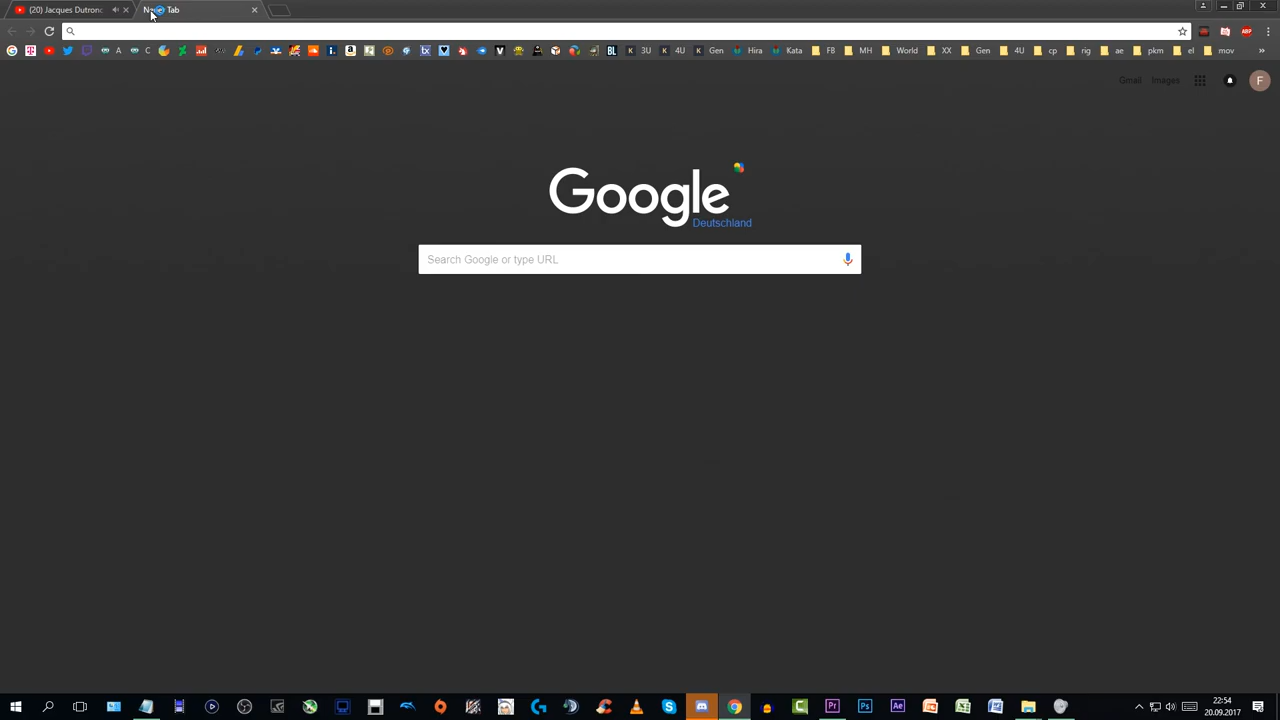 (20) Jacques Dutronc
New Tab
A C 3U 4U Gen Hira Kata FB MH World XX Gen 4U cp rig ae pkm el mov »
Gmail Images F
Google
Deutschland
Search Google or type URL
22:54
20.09.2017